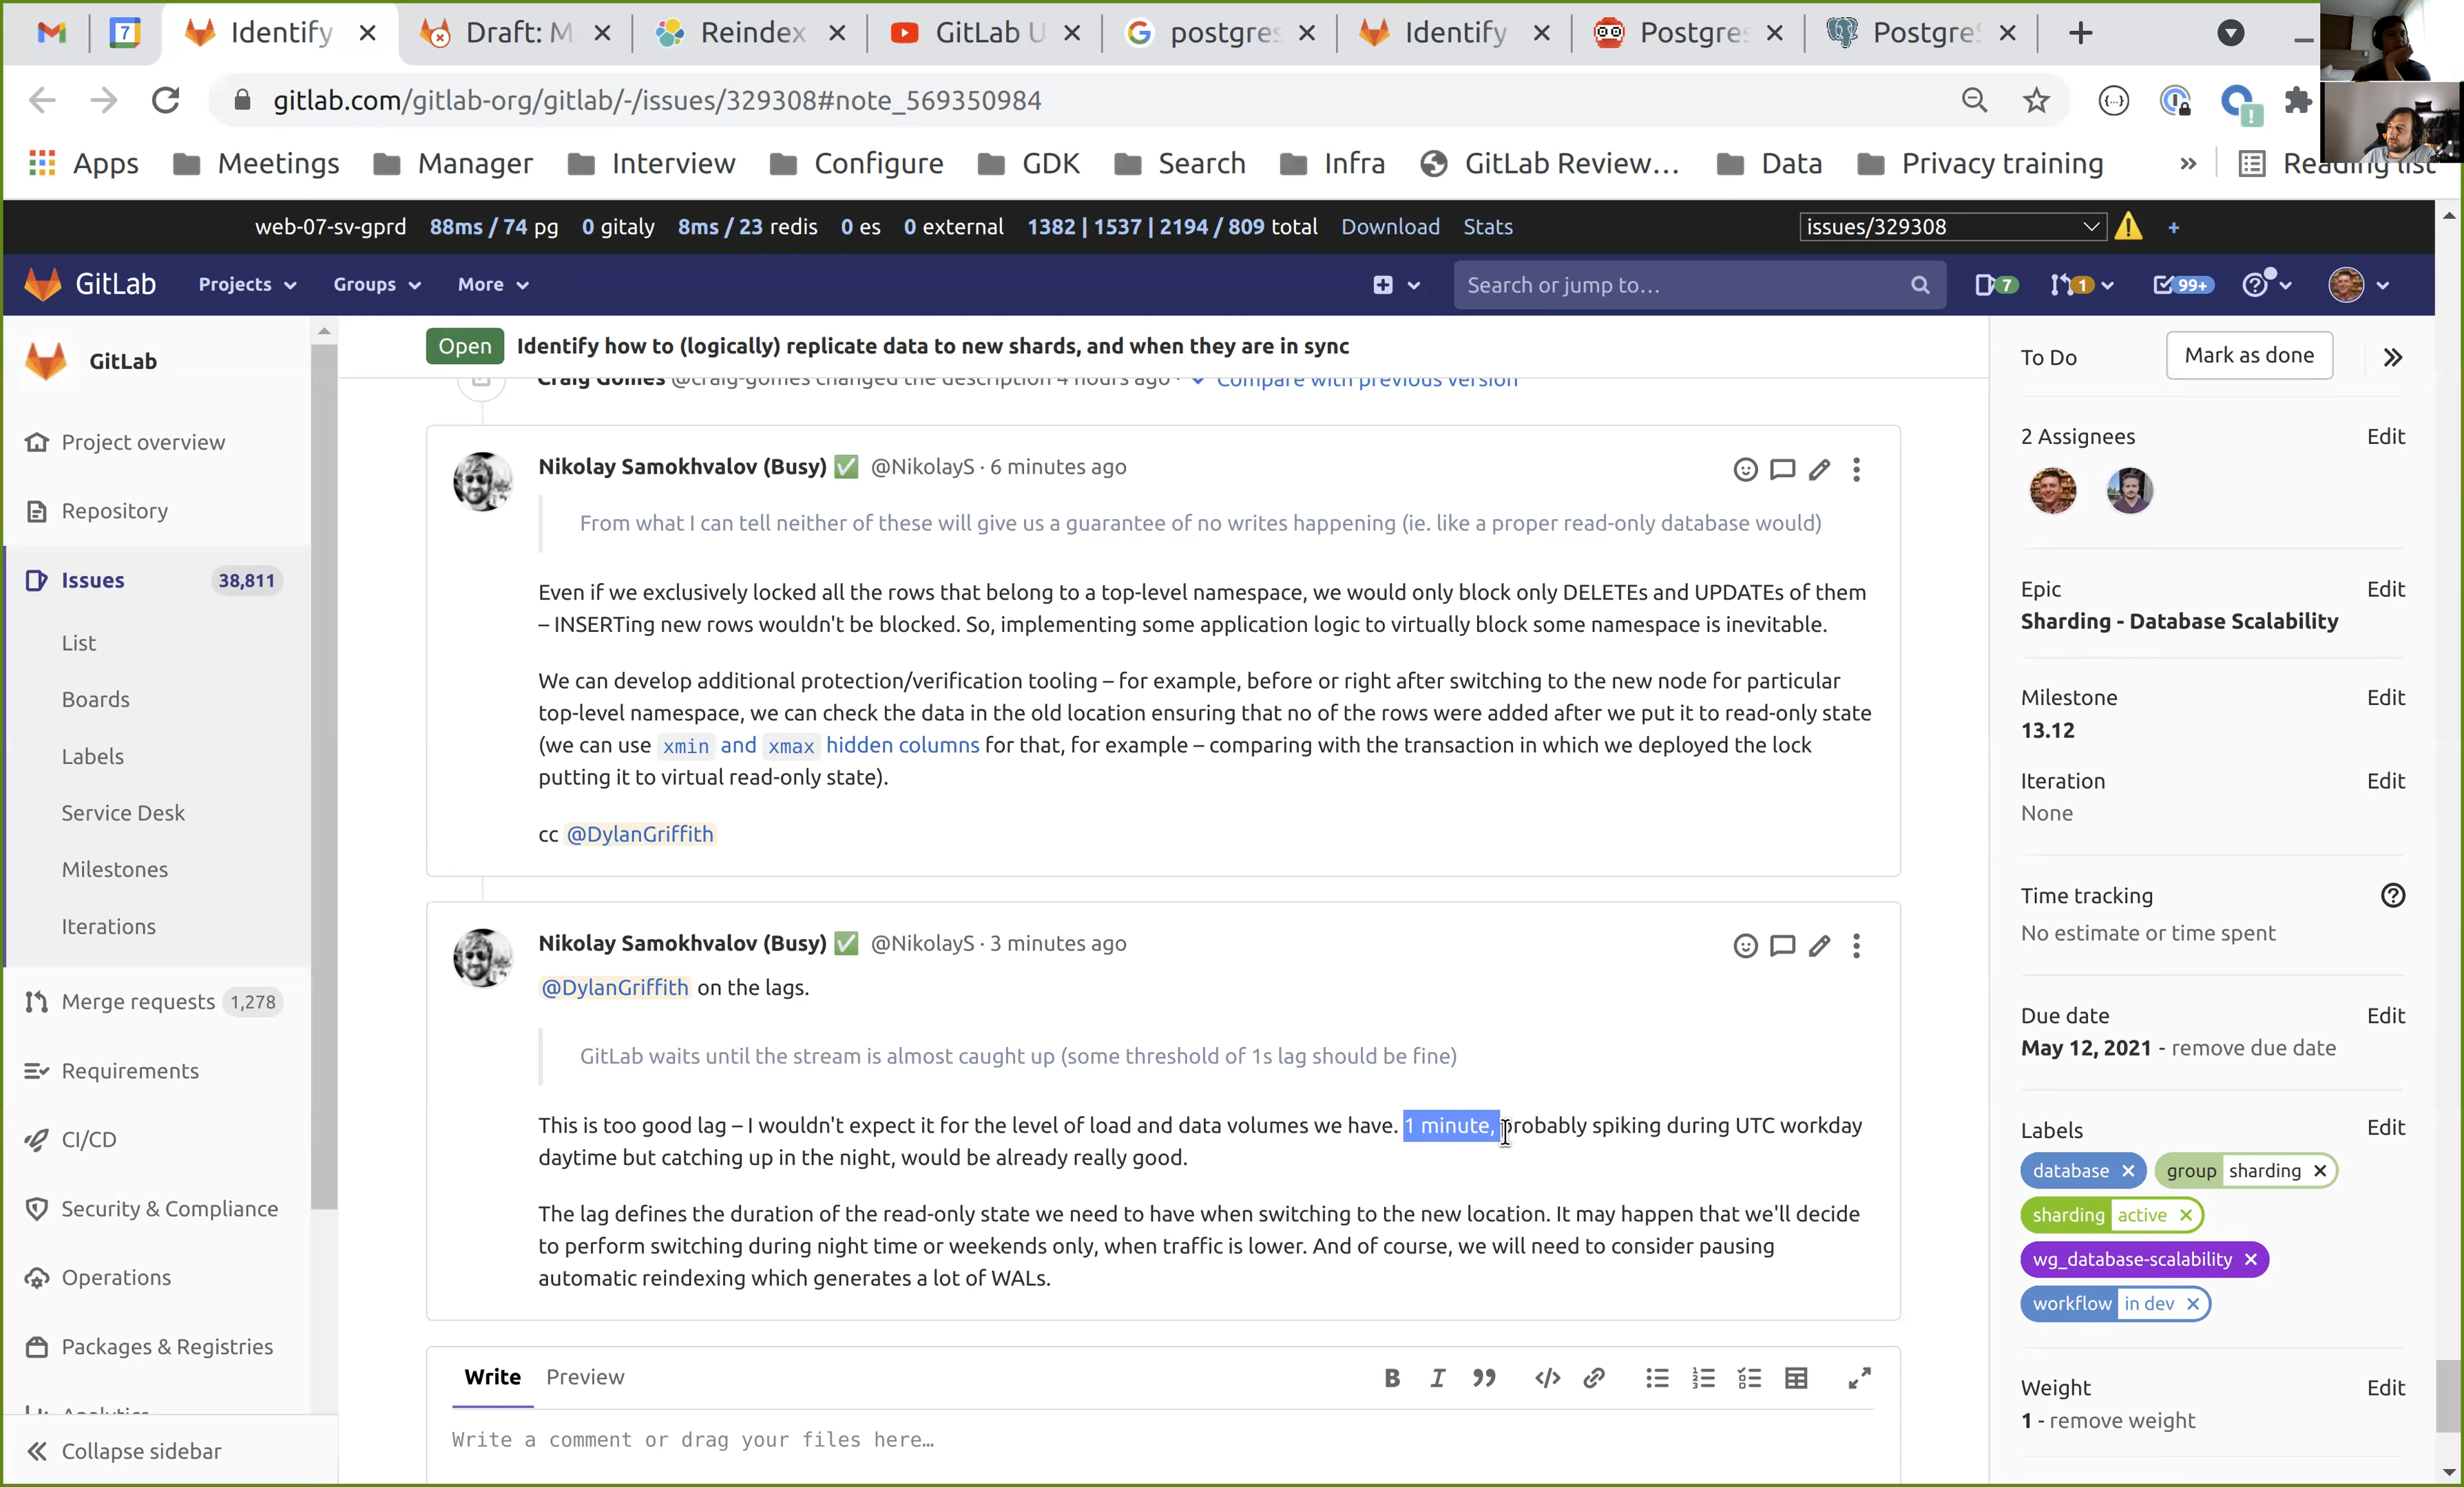 7
Identify
Draft: M
Reindex
GitLab U
postgres
Identify
Postgres
Postgres
gitlab.com/gitlab-org/gitlab/-/issues/329308#note_569350984
Apps
Meetings
Manager
Interview
Configure
GDK
Search
Infra
GitLab Review...
Data
Privacy training
»
Reading list
web-07-sv-gprd 88ms / 74 pg 0 gitaly 8ms / 23 redis 0 es 0 external 1382 | 1537 | 2194 / 809 total Download Stats
issues/329308
+
GitLab
Projects
Groups
More
Search or jump to...
7
1
99+
GitLab
Project overview
Repository
Issues 38,811
List
Boards
Labels
Service Desk
Milestones
Iterations
Merge requests 1,278
Requirements
CI/CD
Security & Compliance
Operations
Packages & Registries
Analytics
Collapse sidebar
Open Identify how to (logically) replicate data to new shards, and when they are in sync
Craig Gomes @craig-gomes changed the description 4 hours ago · Compare with previous version
Nikolay Samokhvalov (Busy) ✅ @NikolayS · 6 minutes ago
From what I can tell neither of these will give us a guarantee of no writes happening (ie. like a proper read-only database would)
Even if we exclusively locked all the rows that belong to a top-level namespace, we would only block only DELETEs and UPDATEs of them
– INSERTing new rows wouldn't be blocked. So, implementing some application logic to virtually block some namespace is inevitable.
We can develop additional protection/verification tooling – for example, before or right after switching to the new node for particular
top-level namespace, we can check the data in the old location ensuring that no of the rows were added after we put it to read-only state
(we can use xmin and xmax hidden columns for that, for example – comparing with the transaction in which we deployed the lock
putting it to virtual read-only state).
cc @DylanGriffith
Nikolay Samokhvalov (Busy) ✅ @NikolayS · 3 minutes ago
@DylanGriffith on the lags.
GitLab waits until the stream is almost caught up (some threshold of 1s lag should be fine)
This is too good lag – I wouldn't expect it for the level of load and data volumes we have. 1 minute, probably spiking during UTC workday
daytime but catching up in the night, would be already really good.
The lag defines the duration of the read-only state we need to have when switching to the new location. It may happen that we'll decide
to perform switching during night time or weekends only, when traffic is lower. And of course, we will need to consider pausing
automatic reindexing which generates a lot of WALs.
Write Preview
Write a comment or drag your files here...
To Do
Mark as done
2 Assignees Edit
Epic Edit
Sharding - Database Scalability
Milestone Edit
13.12
Iteration Edit
None
Time tracking
No estimate or time spent
Due date Edit
May 12, 2021 - remove due date
Labels Edit
database
group sharding
sharding active
wg_database-scalability
workflow in dev
Weight Edit
1 - remove weight